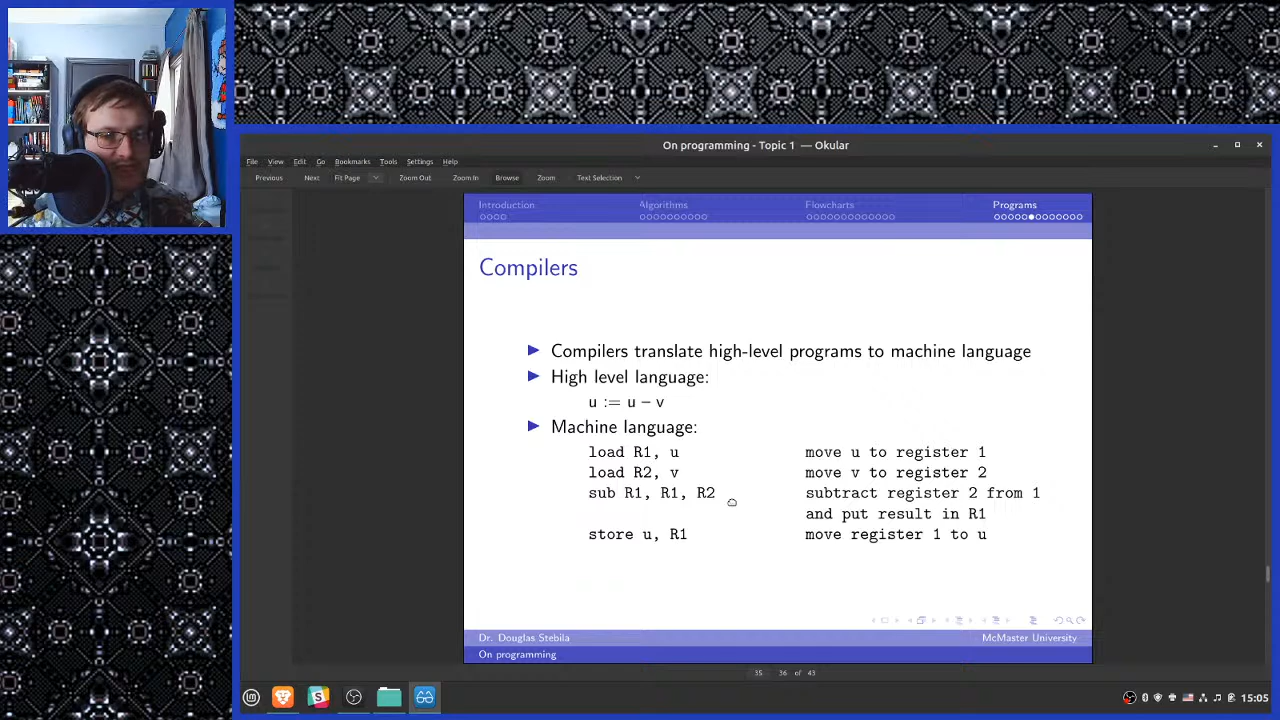 On programming - Topic 1 — Okular
File View Edit Go Bookmarks Tools Settings Help
Previous Next Fit Page Zoom Out Zoom In Browse Zoom Text Selection
Introduction Algorithms Flowcharts Programs
Compilers
Compilers translate high-level programs to machine language
High level language:
u := u − v
Machine language:
load R1, u move u to register 1
load R2, v move v to register 2
sub R1, R1, R2 subtract register 2 from 1
and put result in R1
store u, R1 move register 1 to u
Dr. Douglas Stebila McMaster University
On programming
35 36 of 43
15:05